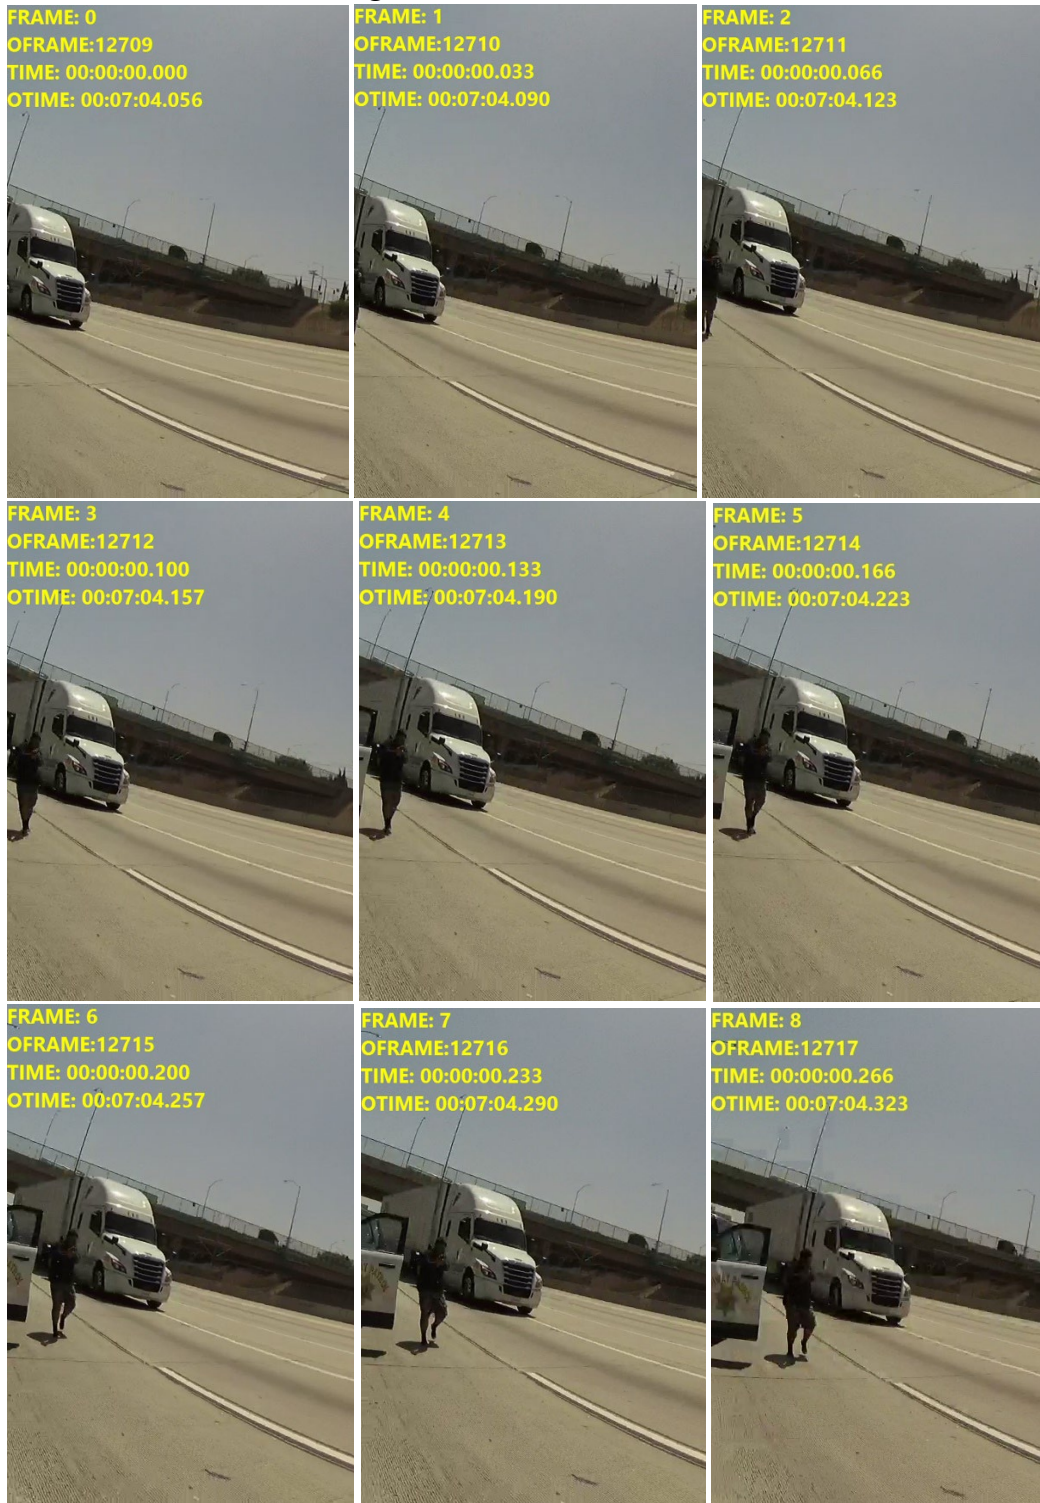 FRAME: 0
OFRAME:12709
TIME: 00:00:00.000
OTIME: 00:07:04.056
FRAME: 1
OFRAME:12710
TIME: 00:00:00.033
OTIME: 00:07:04.090
FRAME: 2
OFRAME:12711
TIME: 00:00:00.066
OTIME: 00:07:04.123
FRAME: 3
OFRAME:12712
TIME: 00:00:00.100
OTIME: 00:07:04.157
FRAME: 4
OFRAME:12713
TIME: 00:00:00.133
OTIME: 00:07:04.190
FRAME: 5
OFRAME:12714
TIME: 00:00:00.166
OTIME: 00:07:04.223
FRAME: 6
OFRAME:12715
TIME: 00:00:00.200
OTIME: 00:07:04.257
FRAME: 7
OFRAME:12716
TIME: 00:00:00.233
OTIME: 00:07:04.290
FRAME: 8
OFRAME:12717
TIME: 00:00:00.266
OTIME: 00:07:04.323